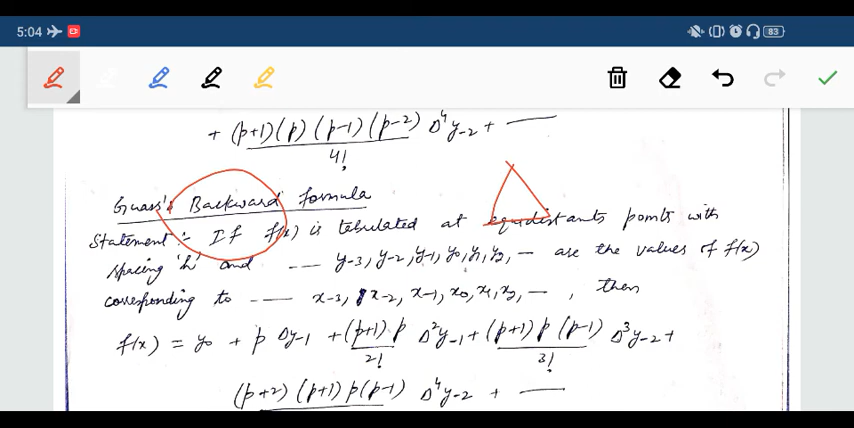 5:04
83
+ (p+1)(p)(p-1)(p-2)/4! Δ⁴y₋₂ + ——
Guass's Backward formula
Statement:- If f(x) is tabulated at equidistants points with
spacing 'h' and ---- y₋₃, y₋₂, y₋₁, y₀, y₁, y₂, --- are the values of f(x)
corresponding to ---- x₋₃, x₋₂, x₋₁, x₀, x₁, x₂, ---, then
f(x) = y₀ + p Δy₋₁ + (p+1)p/2! Δ²y₋₁ + (p+1)p(p-1)/3! Δ³y₋₂ +
(p+2)(p+1)p(p-1) Δ⁴y₋₂ + ——